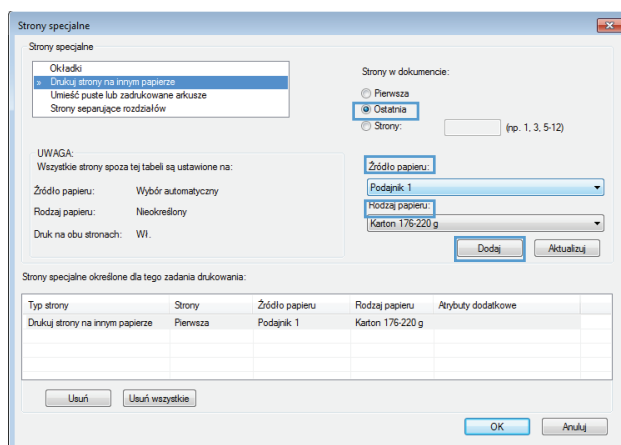 Strony specjalne
Strony specjalne
Okładki
» Drukuj strony na innym papierze
Umieść puste lub zadrukowane arkusze
Strony separujące rozdziałów
Strony w dokumencie:
Pierwsza
Ostatnia
Strony: (np. 1, 3, 5-12)
UWAGA:
Wszystkie strony spoza tej tabeli są ustawione na:
Źródło papieru: Wybór automatyczny
Rodzaj papieru: Nieokreślony
Druk na obu stronach: Wł.
Źródło papieru:
Podajnik 1
Rodzaj papieru:
Karton 176-220 g
Dodaj Aktualizuj
Strony specjalne określone dla tego zadania drukowania:
Typ strony Strony Źródło papieru Rodzaj papieru Atrybuty dodatkowe
Drukuj strony na innym papierze Pierwsza Podajnik 1 Karton 176-220 g
Usuń Usuń wszystkie
OK Anuluj